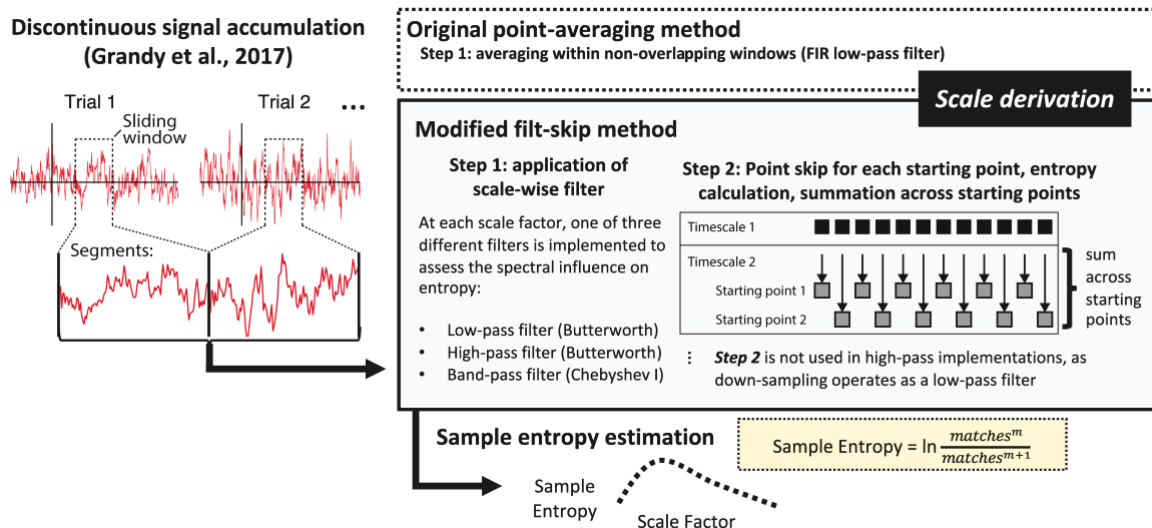 Discontinuous signal accumulation
(Grandy et al., 2017)
Trial 1
Trial 2
...
Sliding
window
Segments:
Original point-averaging method
Step 1: averaging within non-overlapping windows (FIR low-pass filter)
Scale derivation
Modified filt-skip method
Step 1: application of
scale-wise filter
At each scale factor, one of three
different filters is implemented to
assess the spectral influence on
entropy:
• Low-pass filter (Butterworth)
• High-pass filter (Butterworth)
• Band-pass filter (Chebyshev I)
Step 2: Point skip for each starting point, entropy
calculation, summation across starting points
Timescale 1
Timescale 2
Starting point 1
Starting point 2
sum
across
starting
points
⋮ Step 2 is not used in high-pass implementations, as
down-sampling operates as a low-pass filter
Sample entropy estimation
Sample Entropy = ln matches^m / matches^m+1
Sample
Entropy
Scale Factor